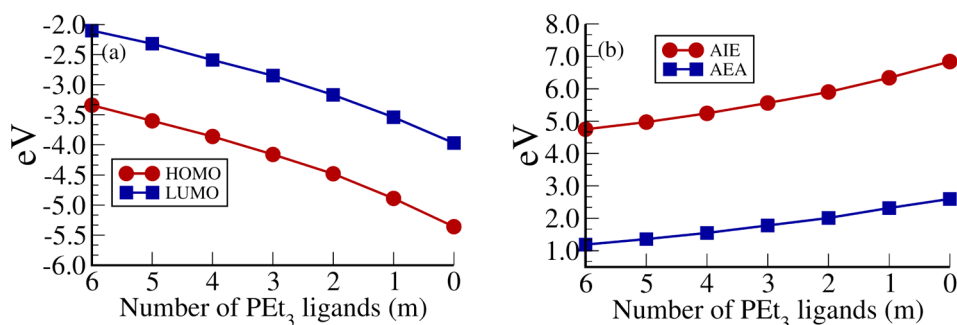 -2.0
-2.5
-3.0
-3.5
-4.0
-4.5
-5.0
-5.5
-6.0
eV
(a)
HOMO
LUMO
6 5 4 3 2 1 0
Number of PEt₃ ligands (m)
8.0
7.0
6.0
5.0
4.0
3.0
2.0
1.0
eV
(b)
AIE
AEA
6 5 4 3 2 1 0
Number of PEt₃ ligands (m)